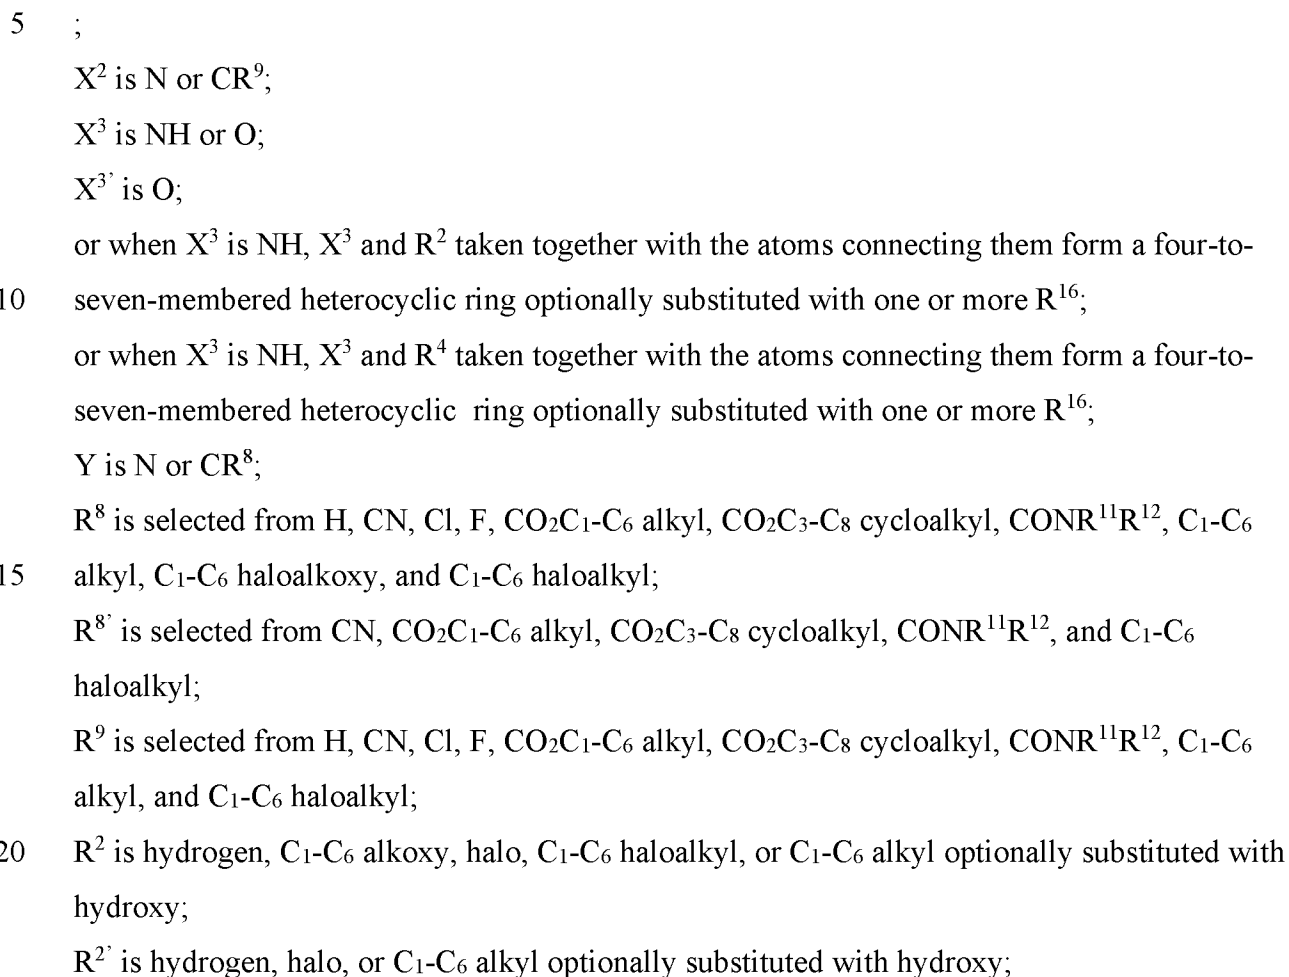 5 ;
X² is N or CR⁹;
X³ is NH or O;
X³’ is O;
or when X³ is NH, X³ and R² taken together with the atoms connecting them form a four-to-
10 seven-membered heterocyclic ring optionally substituted with one or more R¹⁶;
or when X³ is NH, X³ and R⁴ taken together with the atoms connecting them form a four-to-
seven-membered heterocyclic ring optionally substituted with one or more R¹⁶;
Y is N or CR⁸;
R⁸ is selected from H, CN, Cl, F, CO₂C₁-C₆ alkyl, CO₂C₃-C₈ cycloalkyl, CONR¹¹R¹², C₁-C₆
15 alkyl, C₁-C₆ haloalkoxy, and C₁-C₆ haloalkyl;
R⁸’ is selected from CN, CO₂C₁-C₆ alkyl, CO₂C₃-C₈ cycloalkyl, CONR¹¹R¹², and C₁-C₆
haloalkyl;
R⁹ is selected from H, CN, Cl, F, CO₂C₁-C₆ alkyl, CO₂C₃-C₈ cycloalkyl, CONR¹¹R¹², C₁-C₆
alkyl, and C₁-C₆ haloalkyl;
20 R² is hydrogen, C₁-C₆ alkoxy, halo, C₁-C₆ haloalkyl, or C₁-C₆ alkyl optionally substituted with
hydroxy;
R²’ is hydrogen, halo, or C₁-C₆ alkyl optionally substituted with hydroxy;